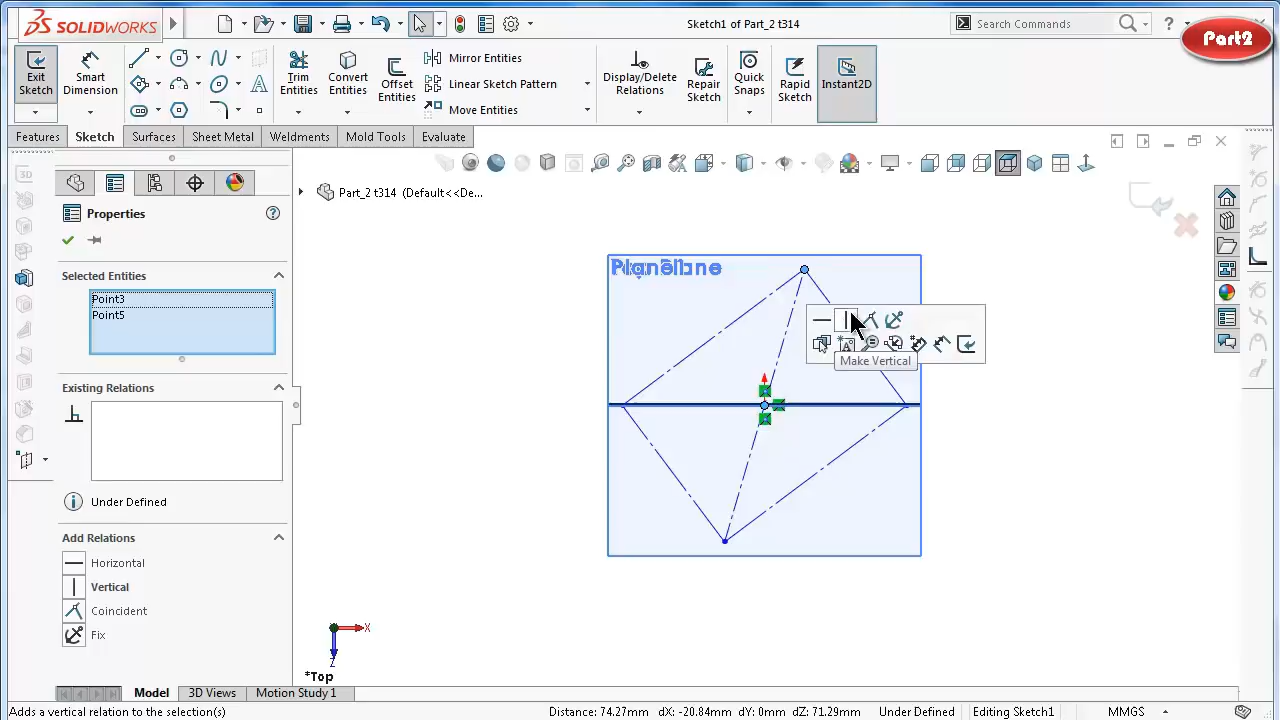 SOLIDWORKS
Sketch1 of Part_2 t314
Search Commands
?
Part2
Exit Sketch
Smart Dimension
Trim Entities
Convert Entities
Offset Entities
Mirror Entities
Linear Sketch Pattern
Move Entities
Display/Delete Relations
Repair Sketch
Quick Snaps
Rapid Sketch
Instant2D
Features
Sketch
Surfaces
Sheet Metal
Weldments
Mold Tools
Evaluate
Part_2 t314 (Default<<De...
Properties
Selected Entities
Point3
Point5
Existing Relations
Under Defined
Add Relations
Horizontal
Vertical
Coincident
Fix
Make Vertical
X
Z
*Top
Model
3D Views
Motion Study 1
Adds a vertical relation to the selection(s)
Distance: 74.27mm dX: -20.84mm dY: 0mm dZ: 71.29mm
Under Defined
Editing Sketch1
MMGS